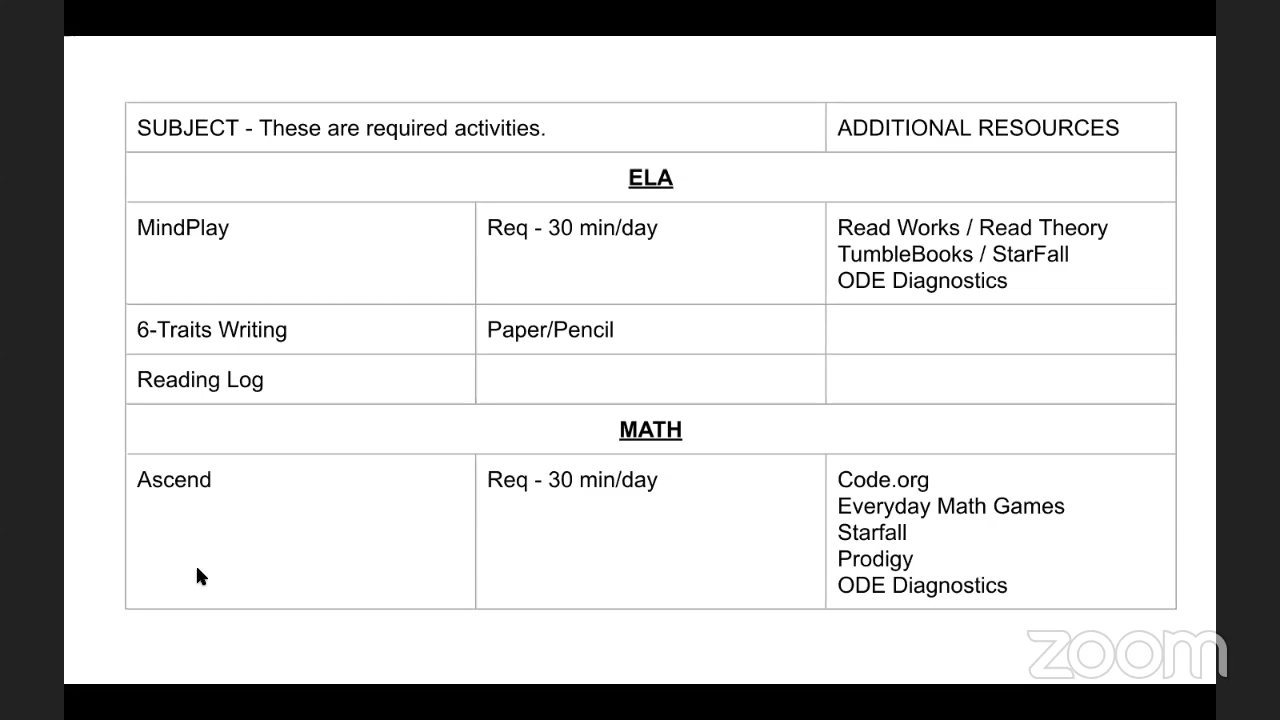 SUBJECT - These are required activities.
ADDITIONAL RESOURCES
ELA
MindPlay
Req - 30 min/day
Read Works / Read Theory
TumbleBooks / StarFall
ODE Diagnostics
6-Traits Writing
Paper/Pencil
Reading Log
MATH
Ascend
Req - 30 min/day
Code.org
Everyday Math Games
Starfall
Prodigy
ODE Diagnostics
zoom